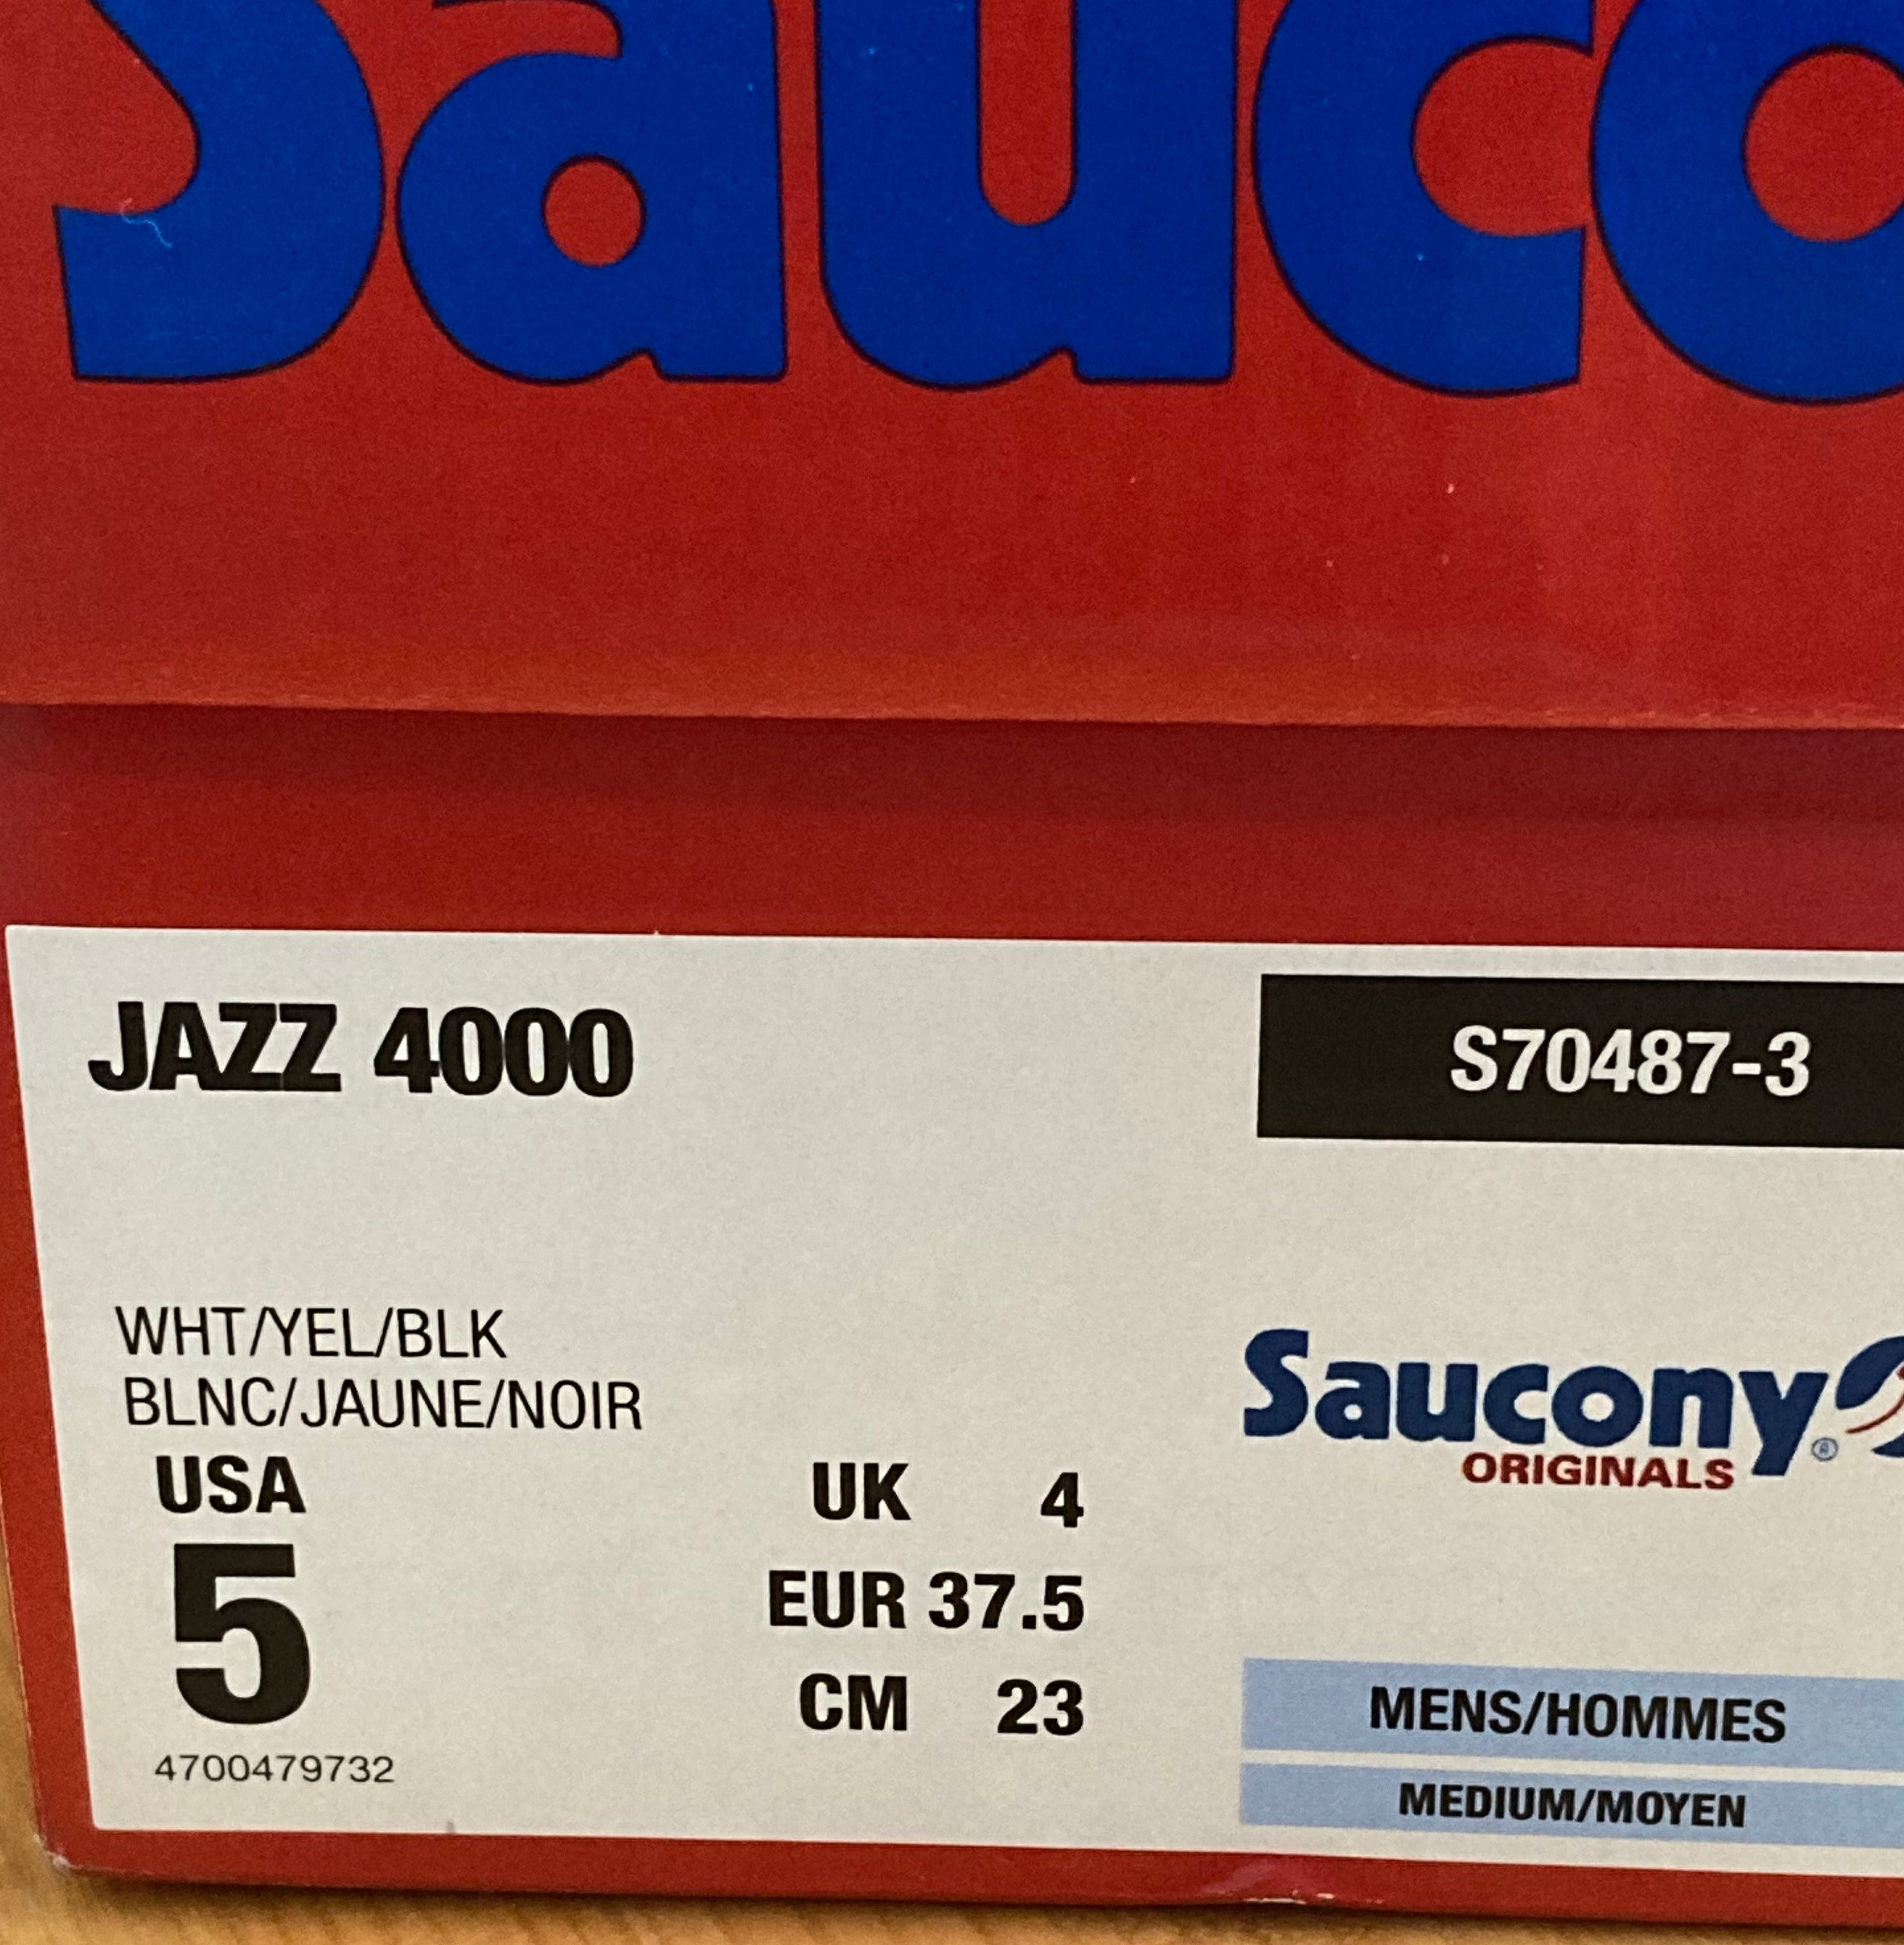 Sauco
JAZZ 4000
S70487-3
WHT/YEL/BLK
BLNC/JAUNE/NOIR
Saucony®
ORIGINALS
USA
5
UK 4
EUR 37.5
CM 23
4700479732
MENS/HOMMES
MEDIUM/MOYEN